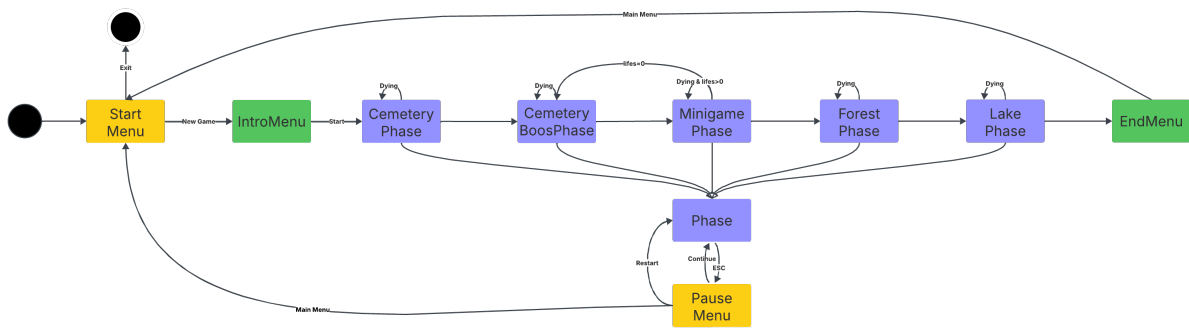 Main Menu
Exit
lifes=0
Dying
Dying
Dying & lifes>0
Dying
Dying
Start
Menu
New Game
IntroMenu
Start
Cemetery
Phase
Cemetery
BoosPhase
Minigame
Phase
Forest
Phase
Lake
Phase
EndMenu
Phase
Restart
Continue
ESC
Pause
Menu
Main Menu